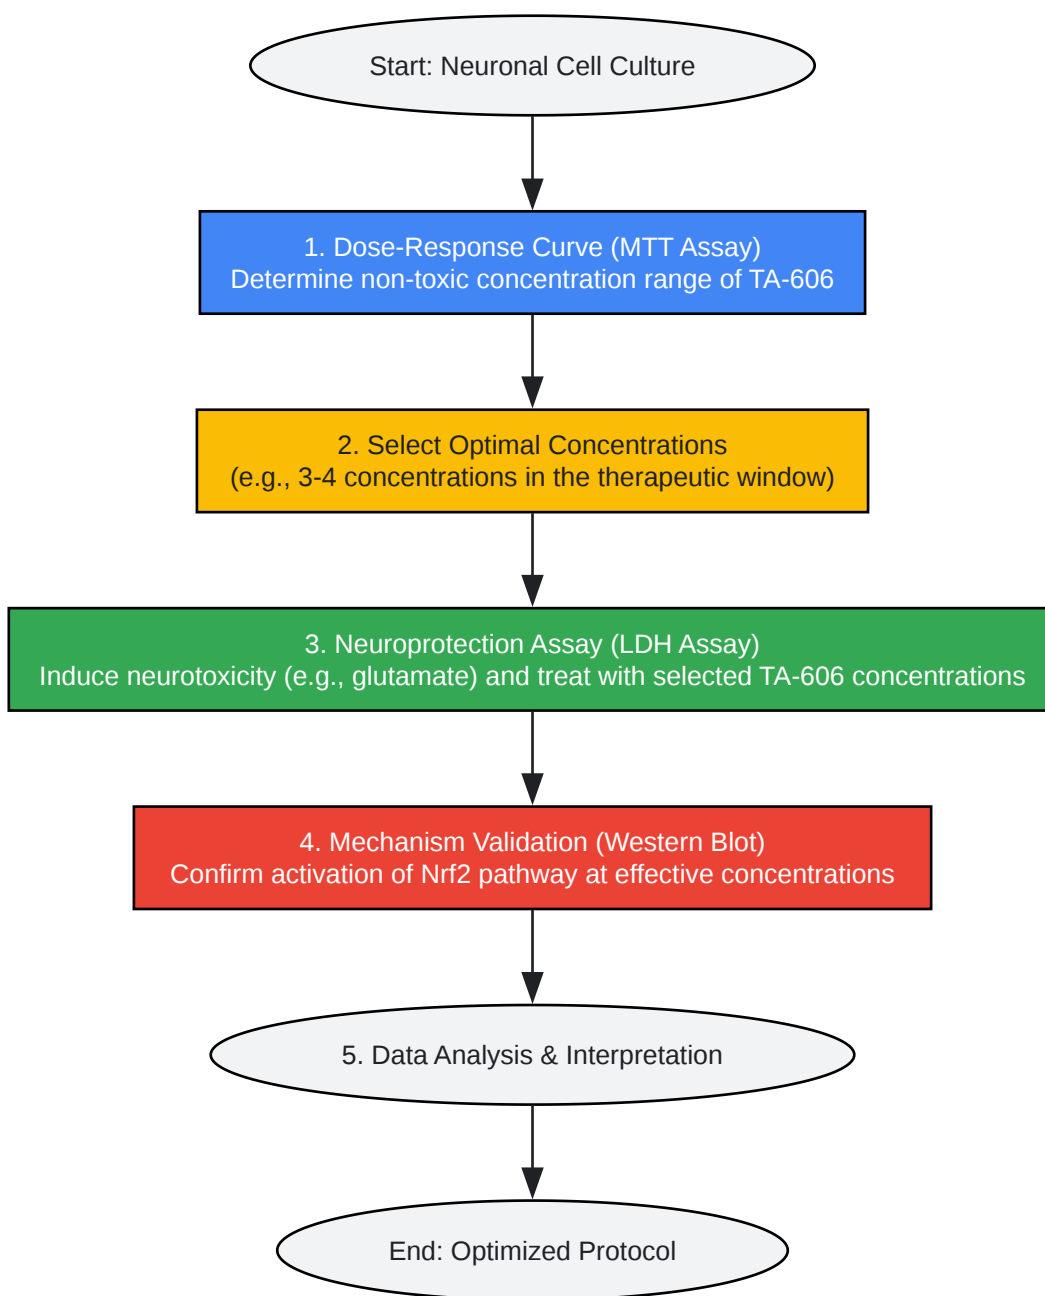 Start: Neuronal Cell Culture
1. Dose-Response Curve (MTT Assay)
Determine non-toxic concentration range of TA-606
2. Select Optimal Concentrations
(e.g., 3-4 concentrations in the therapeutic window)
3. Neuroprotection Assay (LDH Assay)
Induce neurotoxicity (e.g., glutamate) and treat with selected TA-606 concentrations
4. Mechanism Validation (Western Blot)
Confirm activation of Nrf2 pathway at effective concentrations
5. Data Analysis & Interpretation
End: Optimized Protocol